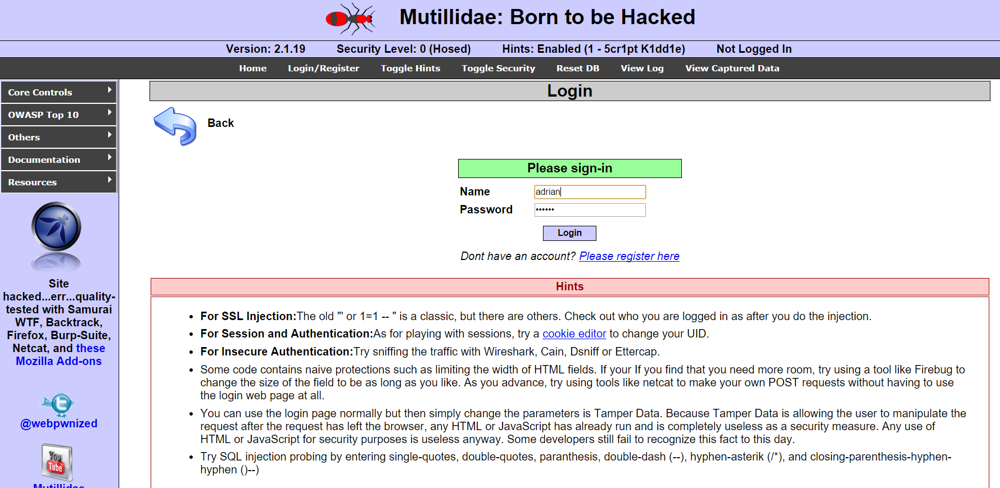 Mutillidae: Born to be Hacked
Version: 2.1.19 Security Level: 0 (Hosed) Hints: Enabled (1 - 5cr1pt K1dd1e) Not Logged In
Home Login/Register Toggle Hints Toggle Security Reset DB View Log View Captured Data
Core Controls
OWASP Top 10
Others
Documentation
Resources
Site
hacked...err...quality-
tested with Samurai
WTF, Backtrack,
Firefox, Burp-Suite,
Netcat, and these
Mozilla Add-ons
@webpwnized
You
Tube
Mutillidae
Login
Back
Please sign-in
Name adrian
Password ••••••
Login
Dont have an account? Please register here
Hints
• For SSL Injection:The old "' or 1=1 -- " is a classic, but there are others. Check out who you are logged in as after you do the injection.
• For Session and Authentication:As for playing with sessions, try a cookie editor to change your UID.
• For Insecure Authentication:Try sniffing the traffic with Wireshark, Cain, Dsniff or Ettercap.
• Some code contains naive protections such as limiting the width of HTML fields. If your If you find that you need more room, try using a tool like Firebug to
change the size of the field to be as long as you like. As you advance, try using tools like netcat to make your own POST requests without having to use
the login web page at all.
• You can use the login page normally but then simply change the parameters is Tamper Data. Because Tamper Data is allowing the user to manipulate the
request after the request has left the browser, any HTML or JavaScript has already run and is completely useless as a security measure. Any use of
HTML or JavaScript for security purposes is useless anyway. Some developers still fail to recognize this fact to this day.
• Try SQL injection probing by entering single-quotes, double-quotes, paranthesis, double-dash (--), hyphen-asterik (/*), and closing-parenthesis-hyphen-
hyphen ()--)